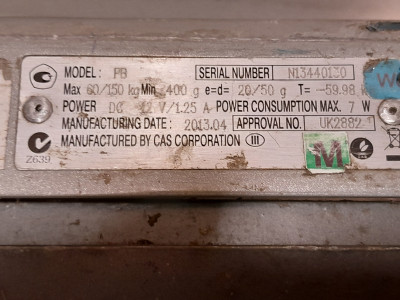 MODEL: PB SERIAL NUMBER N13440130
Max 60/150 kg Min 400 g e=d= 20/50 g T= -59.98 k
POWER DC 12 V/1.25 A POWER CONSUMPTION MAX. 7 W
MANUFACTURING DATE: 2013.04 APPROVAL NO. UK2882
MANUFACTURED BY CAS CORPORATION III
Z639
M